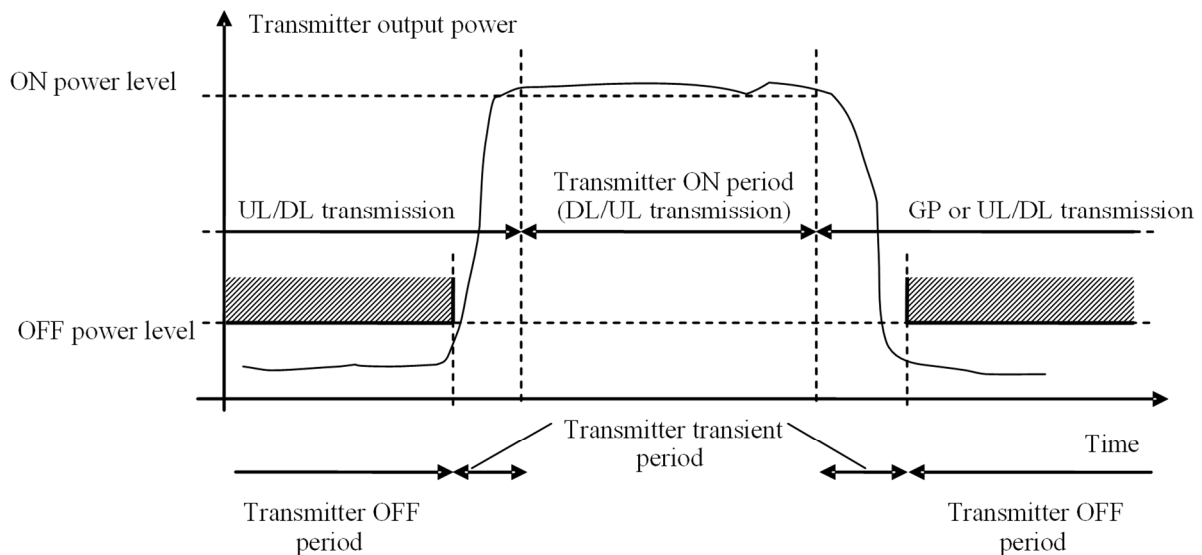 Transmitter output power
ON power level
Transmitter ON period
(DL/UL transmission)
UL/DL transmission
GP or UL/DL transmission
OFF power level
Transmitter transient
period
Time
Transmitter OFF
period
Transmitter OFF
period